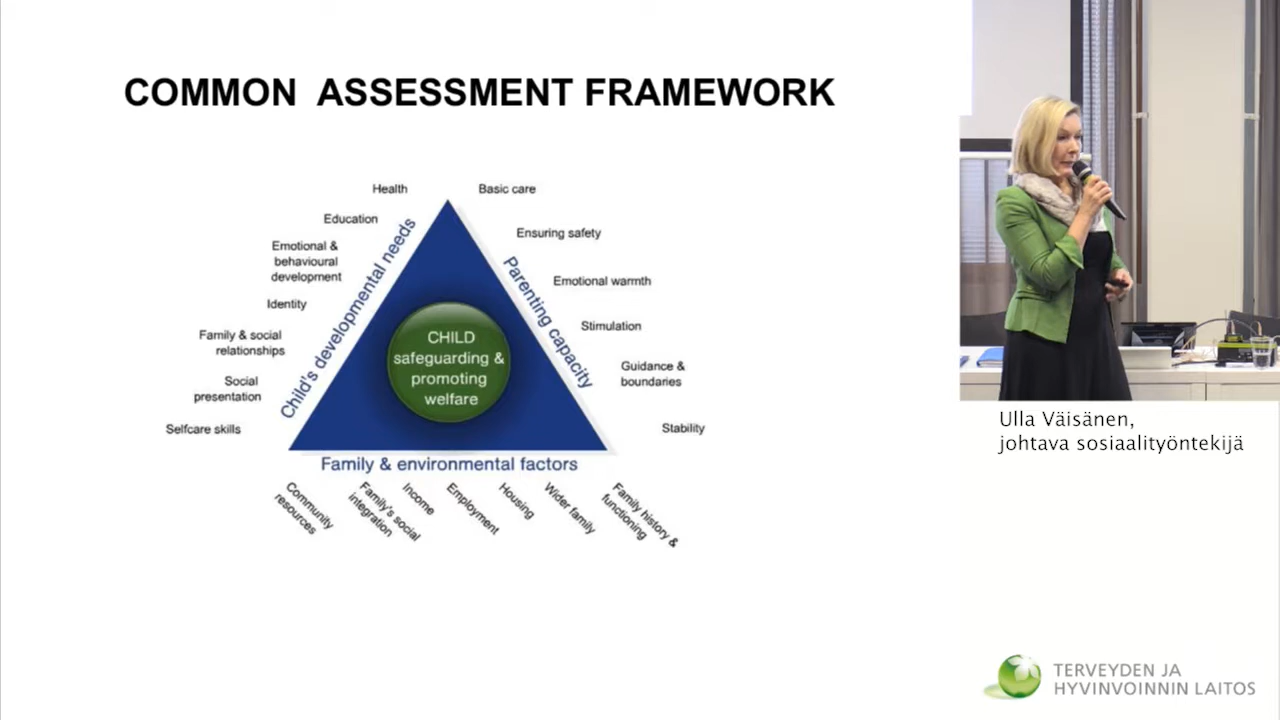 COMMON ASSESSMENT FRAMEWORK
Health
Education
Emotional &
behavioural
development
Identity
Family & social
relationships
Social
presentation
Selfcare skills
Child's developmental needs
CHILD
safeguarding &
promoting
welfare
Parenting capacity
Basic care
Ensuring safety
Emotional warmth
Stimulation
Guidance &
boundaries
Stability
Family & environmental factors
Community
resources
Family's social
integration
Income
Employment
Housing
Wider family
Family history &
functioning
Ulla Väisänen,
johtava sosiaalityöntekijä
TERVEYDEN JA
HYVINVOINNIN LAITOS